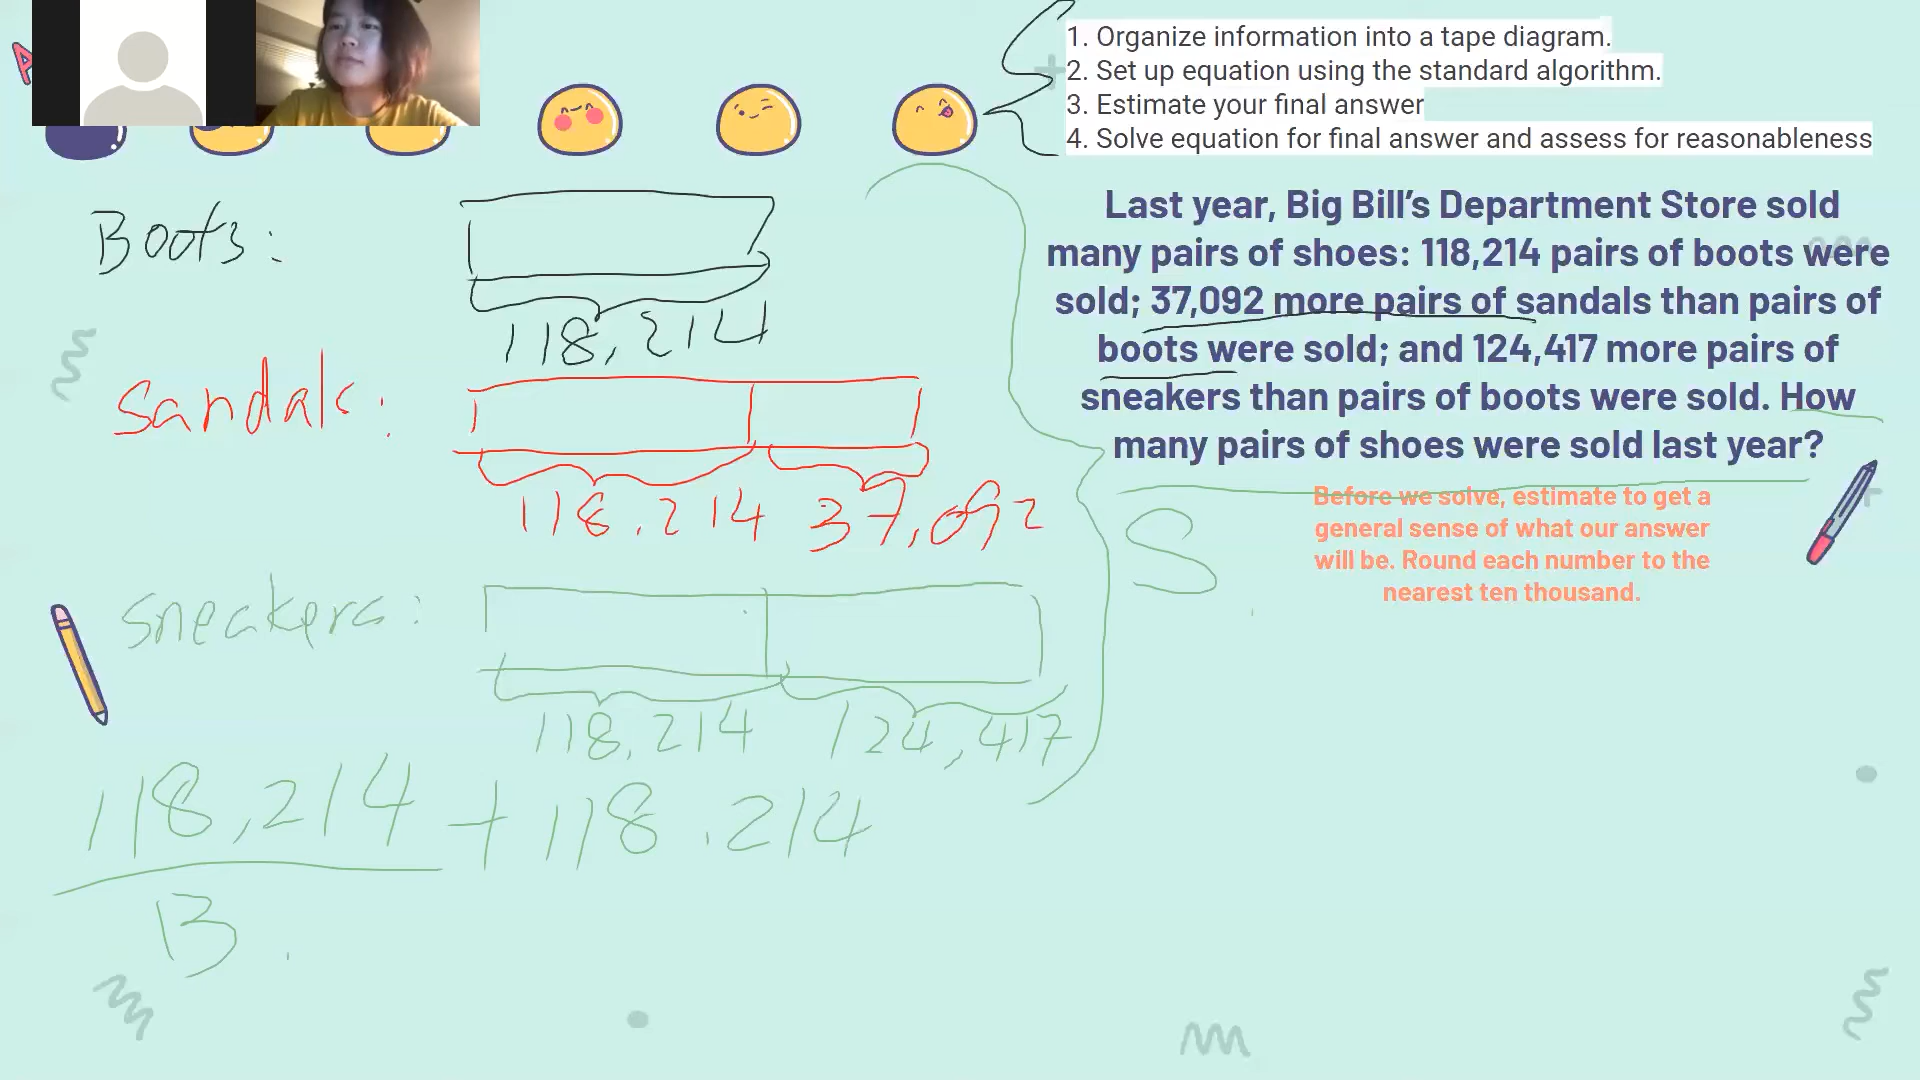 1. Organize information into a tape diagram.
2. Set up equation using the standard algorithm.
3. Estimate your final answer
4. Solve equation for final answer and assess for reasonableness
Last year, Big Bill's Department Store sold
many pairs of shoes: 118,214 pairs of boots were
sold; 37,092 more pairs of sandals than pairs of
boots were sold; and 124,417 more pairs of
sneakers than pairs of boots were sold. How
many pairs of shoes were sold last year?
Before we solve, estimate to get a
general sense of what our answer
will be. Round each number to the
nearest ten thousand.
Boots:
118,214
Sandals:
118.214 37,092
sneakers:
118,214 124,417
S
118,214 + 118.214
B